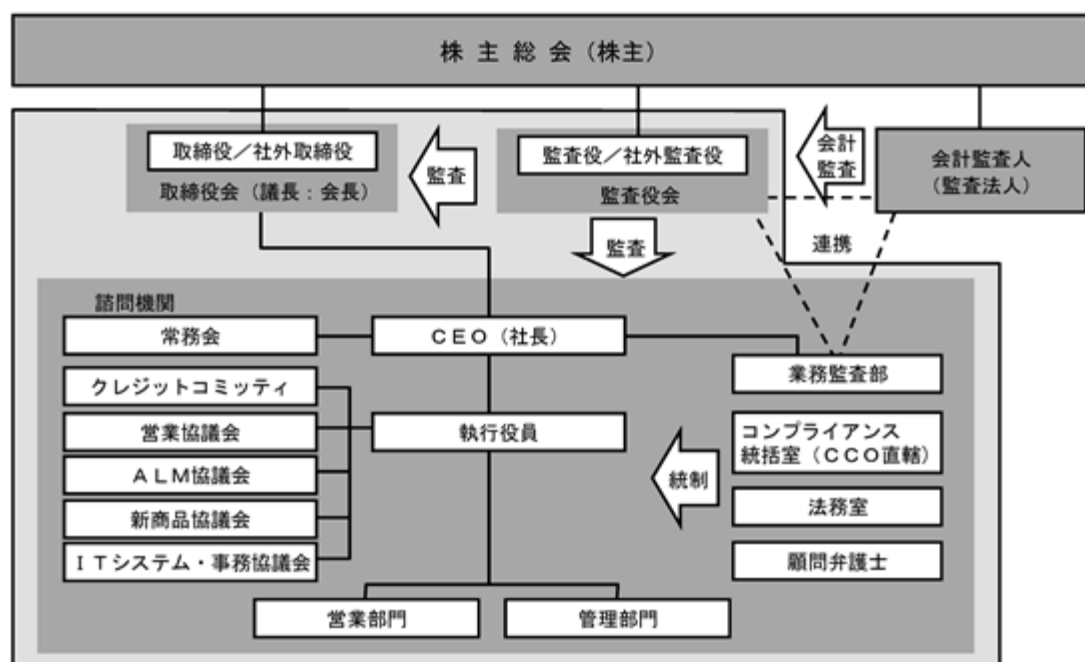 株主総会（株主）
取締役／社外取締役
取締役会（議長：会長）
監査
監査役／社外監査役
監査役会
会計
監査
会計監査人
（監査法人）
監査
連携
諮問機関
常務会
ＣＥＯ（社長）
業務監査部
クレジットコミッティ
営業協議会
執行役員
コンプライアンス
統括室（ＣＣＯ直轄）
ＡＬＭ協議会
統制
新商品協議会
法務室
ＩＴシステム・事務協議会
顧問弁護士
営業部門
管理部門